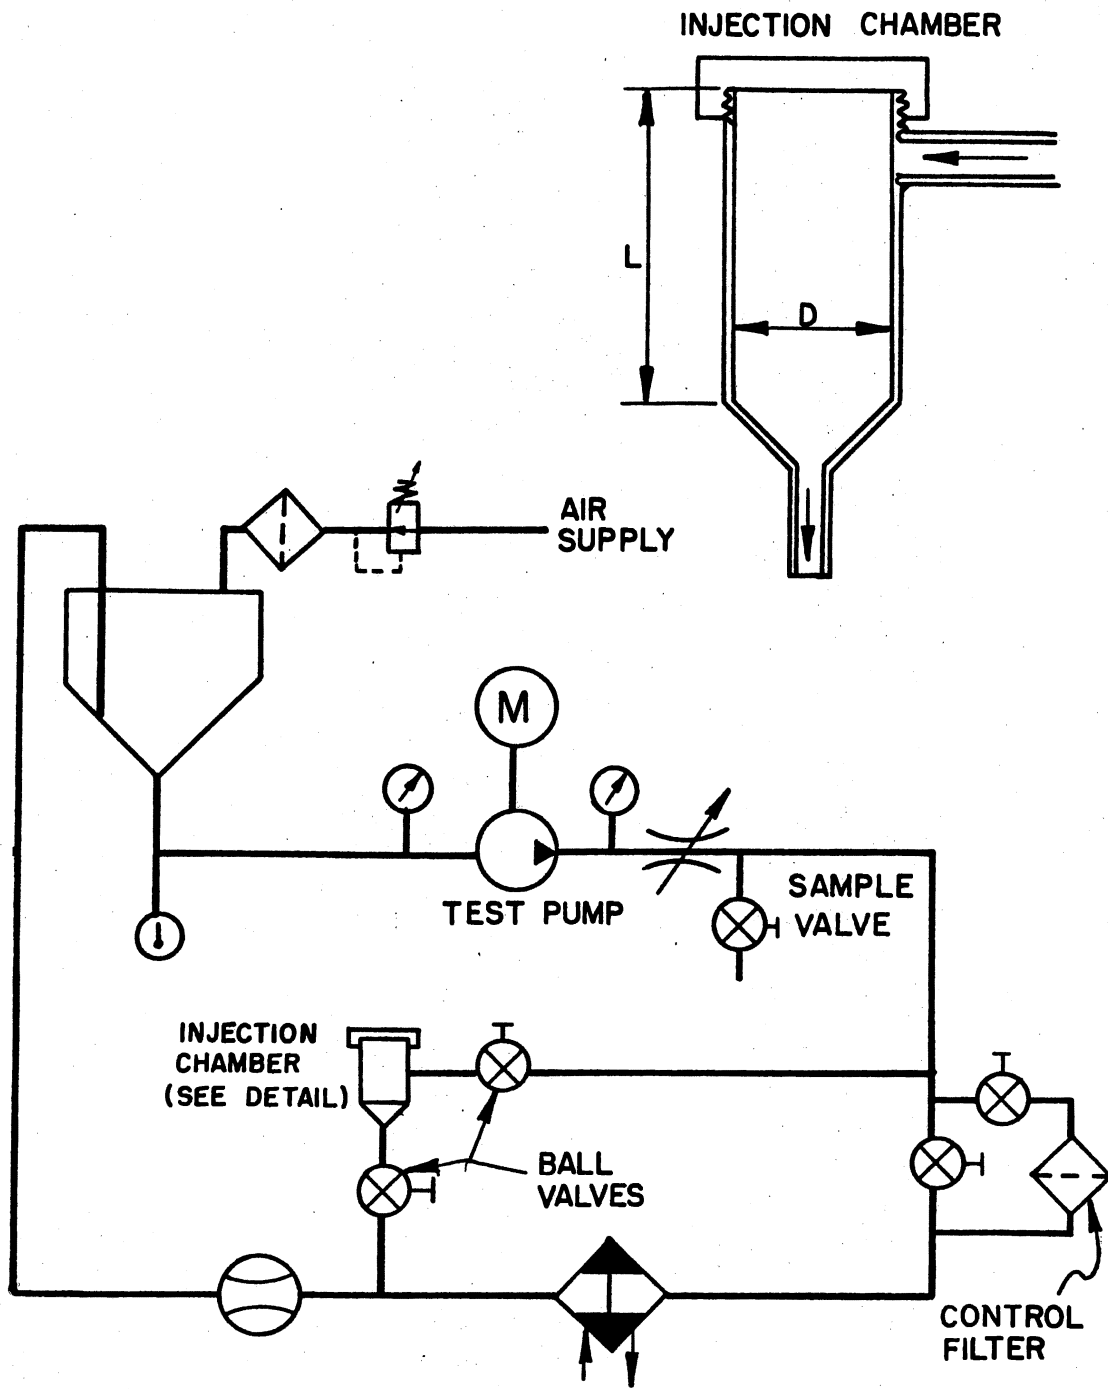 INJECTION CHAMBER
L
D
AIR
SUPPLY
M
TEST PUMP
SAMPLE
VALVE
INJECTION
CHAMBER
(SEE DETAIL)
BALL
VALVES
CONTROL
FILTER